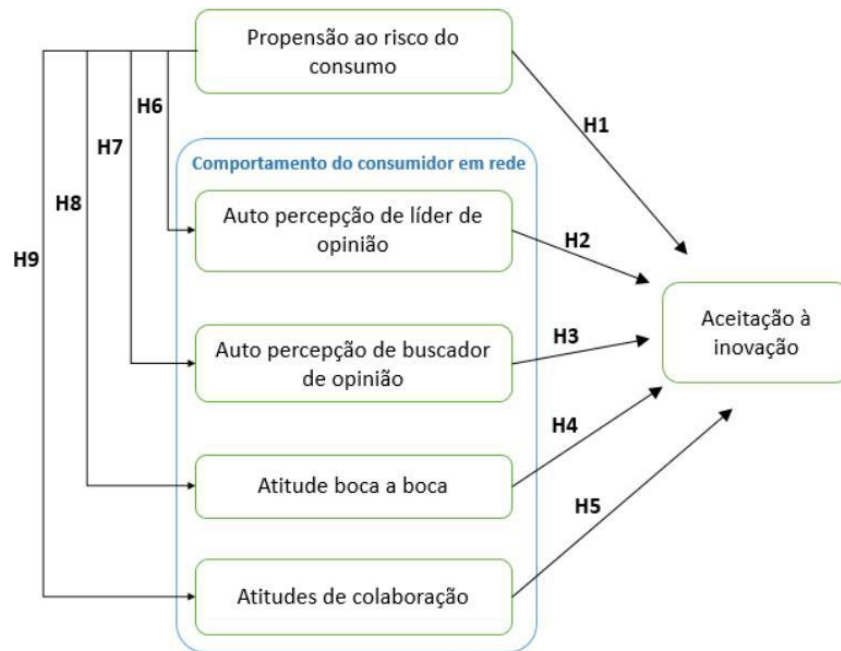 Propensão ao risco do
consumo
H6
H1
H7
Comportamento do consumidor em rede
H8
Auto percepção de líder de
opinião
H2
H9
Aceitação à
inovação
Auto percepção de buscador
de opinião
H3
H4
Atitude boca a boca
H5
Atitudes de colaboração